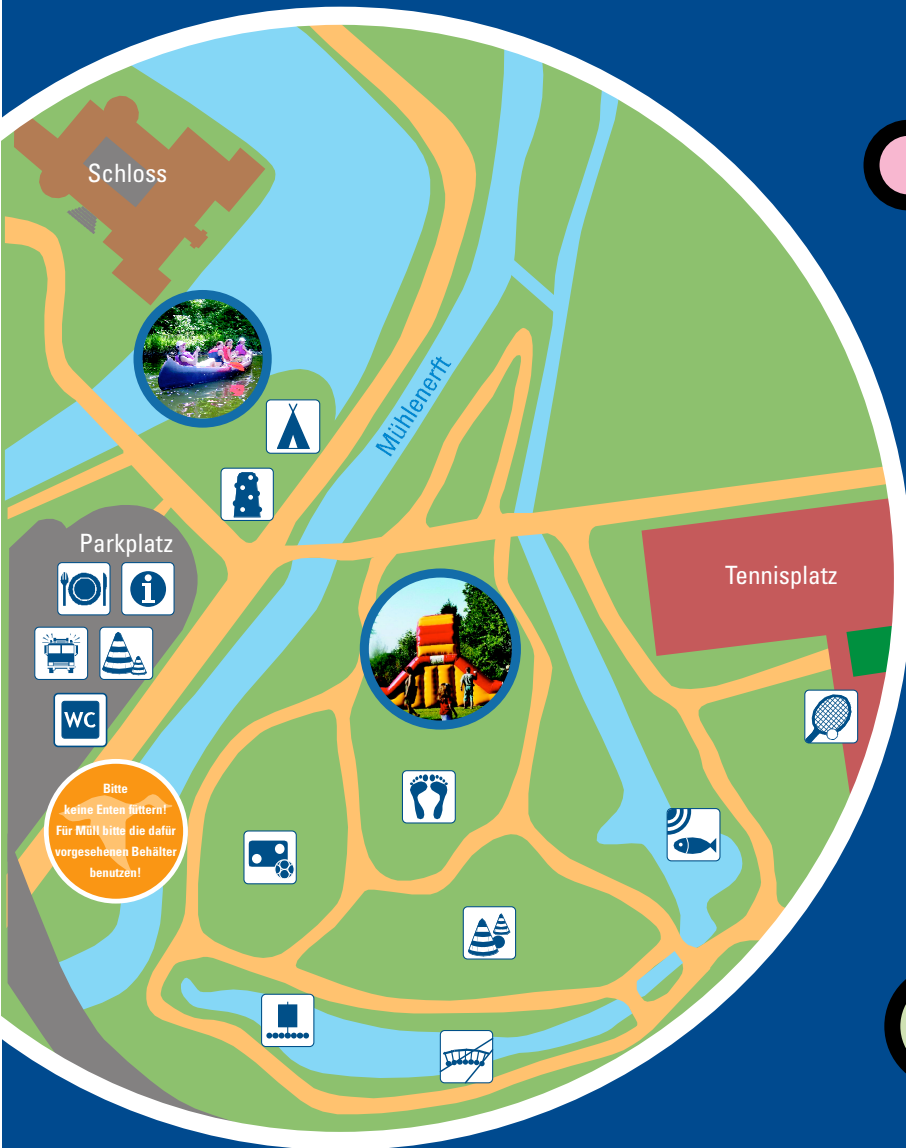 Schloss
Mühlenerft
Parkplatz
Tennisplatz
WC
Bitte
keine Enten füttern!
Für Müll bitte die dafür
vorgesehenen Behälter
benutzen!